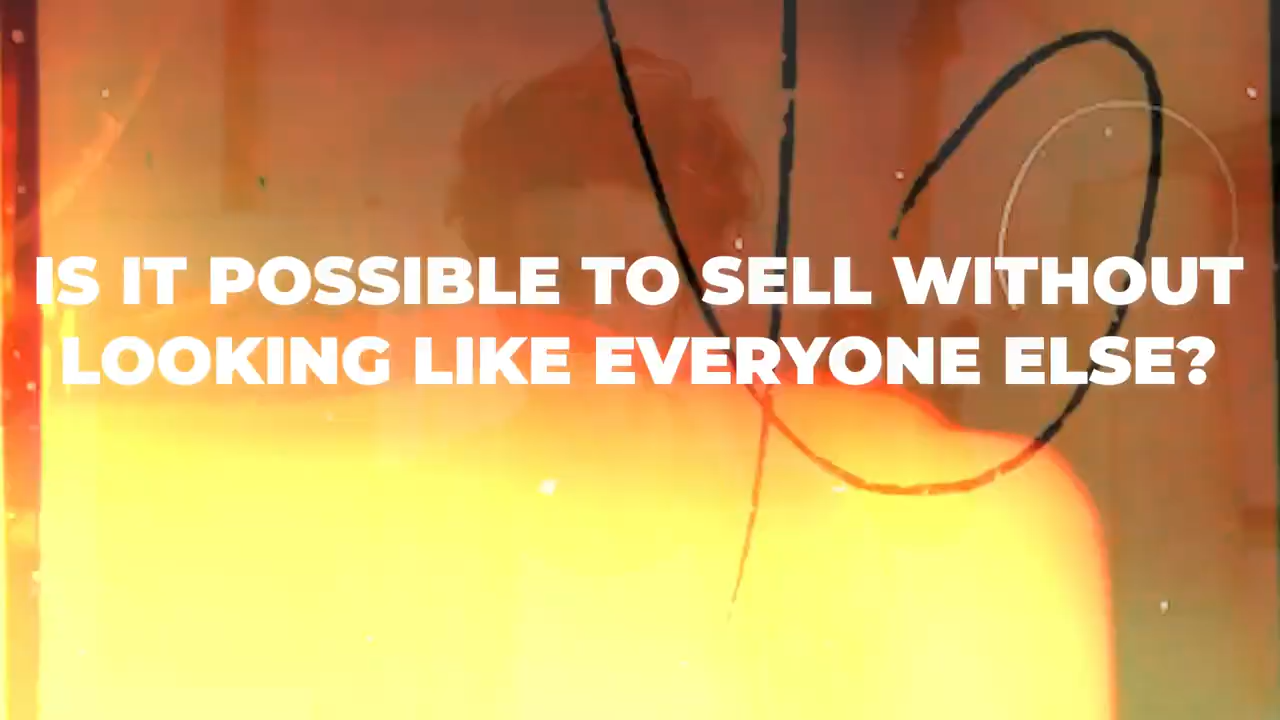 IS IT POSSIBLE TO SELL WITHOUT
LOOKING LIKE EVERYONE ELSE?